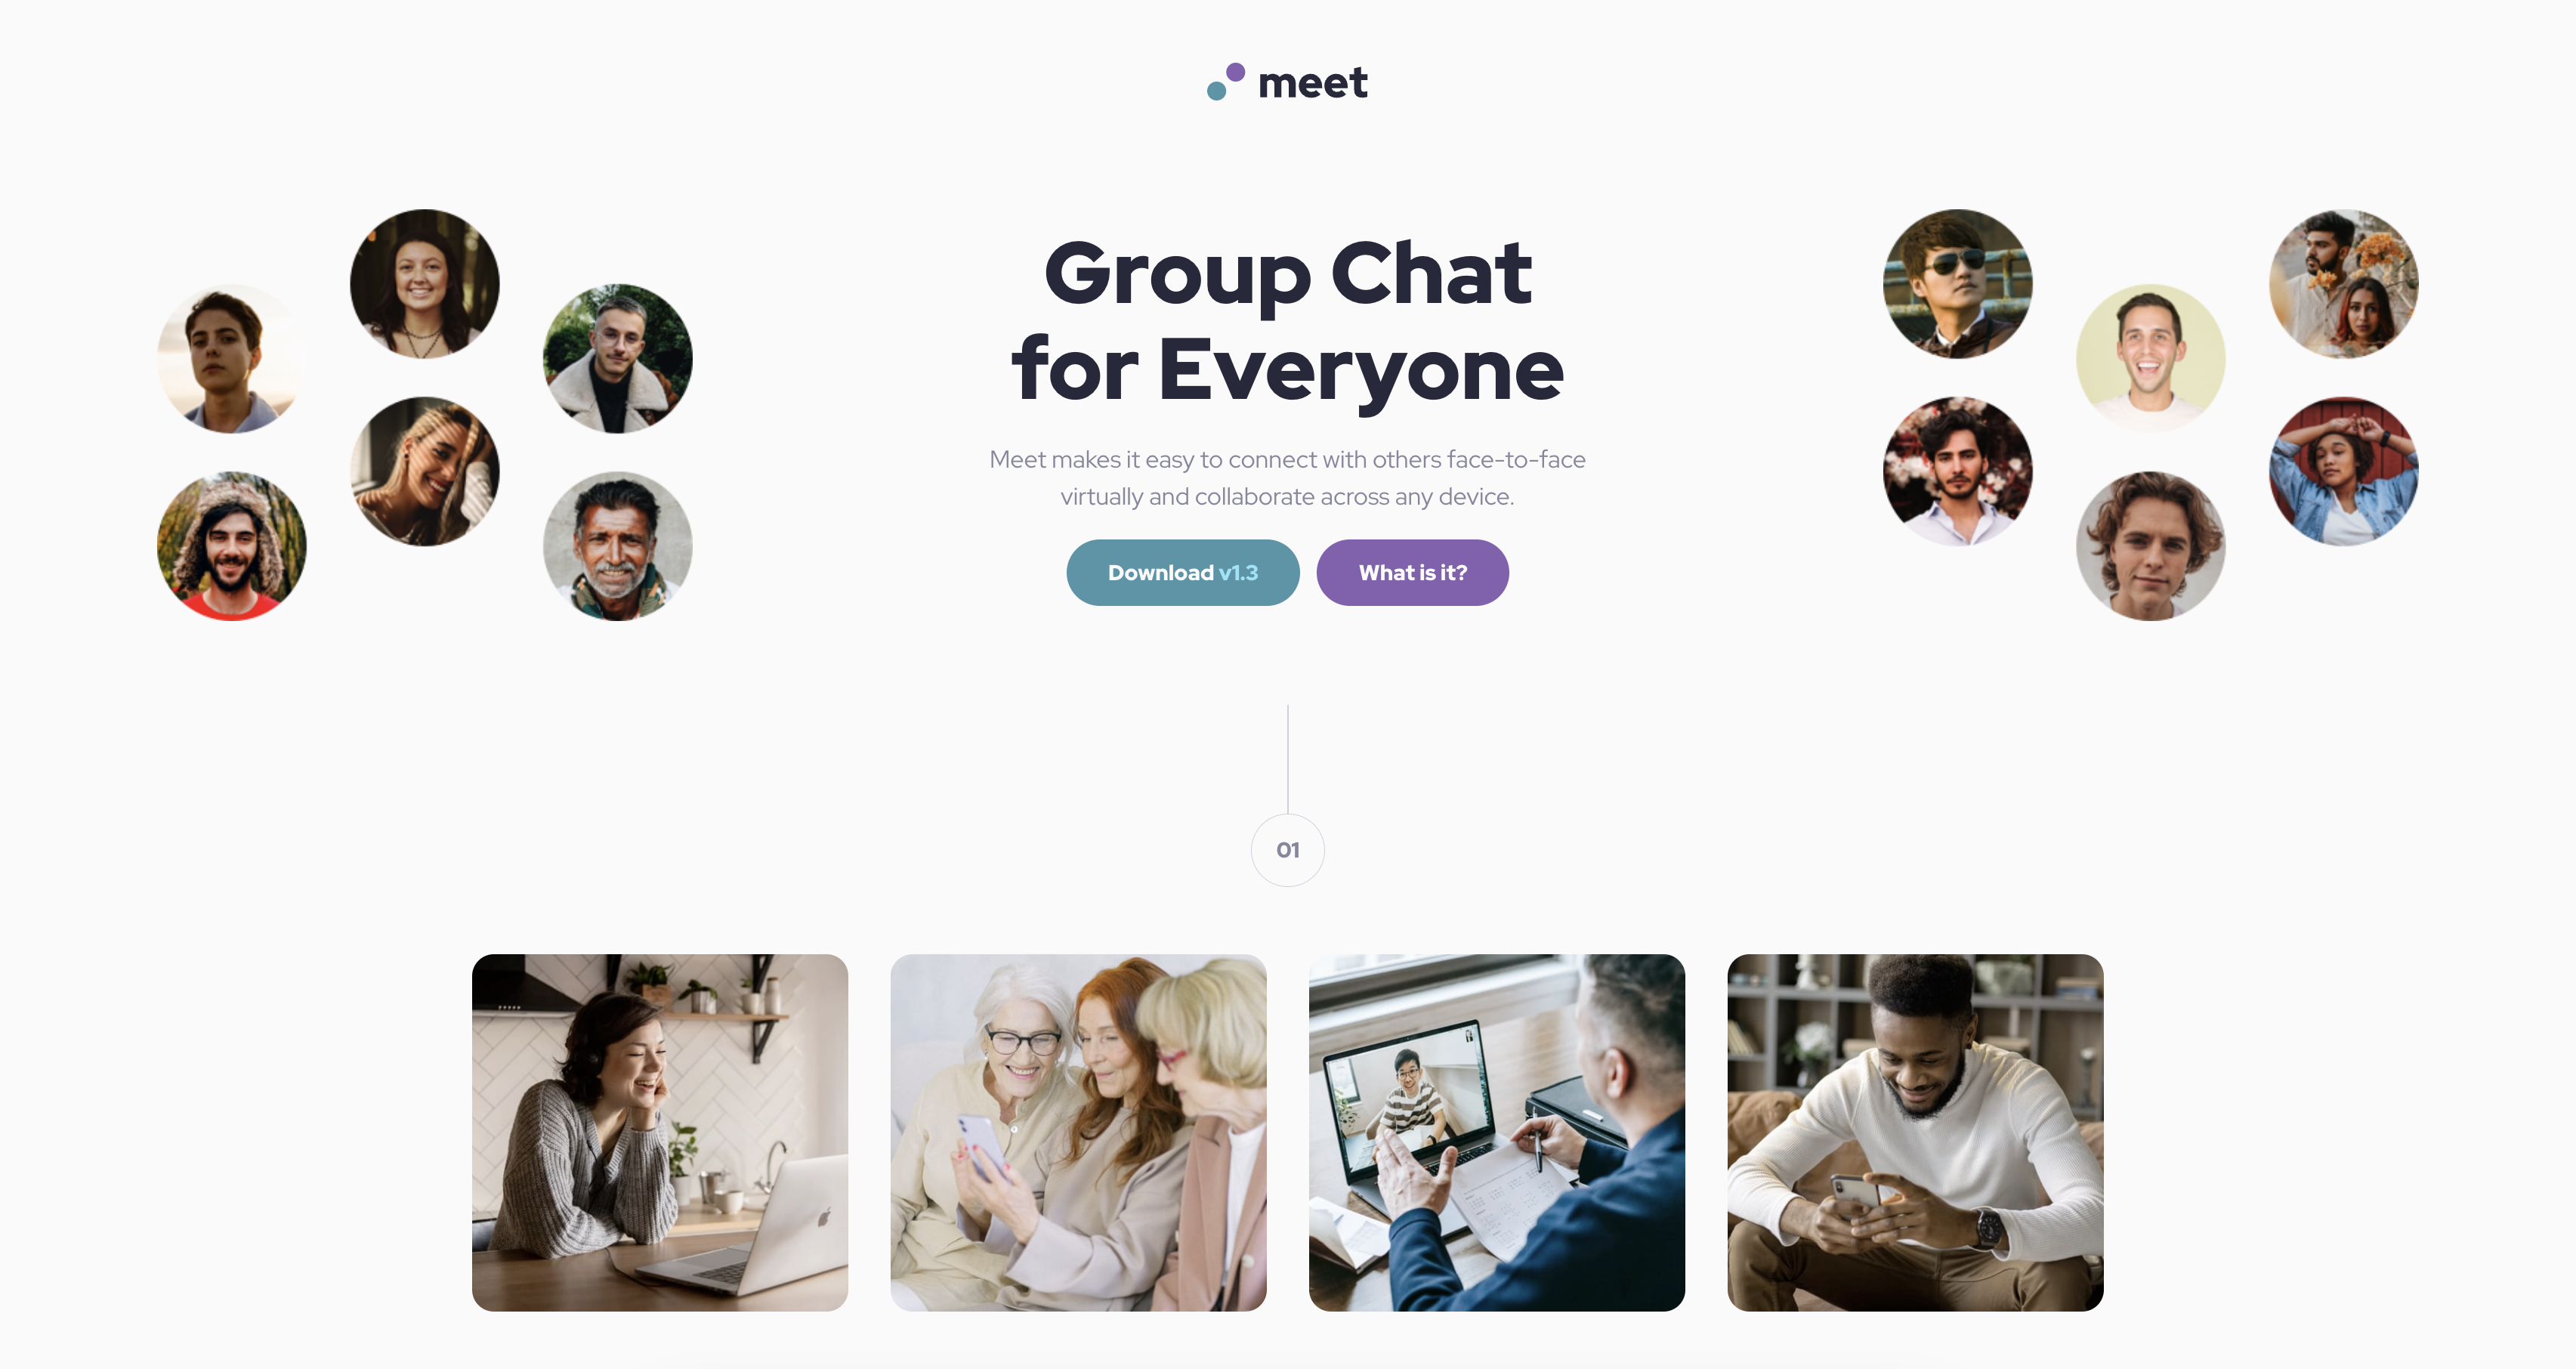 meet
Group Chat
for Everyone
Meet makes it easy to connect with others face-to-face
virtually and collaborate across any device.
Download v1.3
What is it?
01